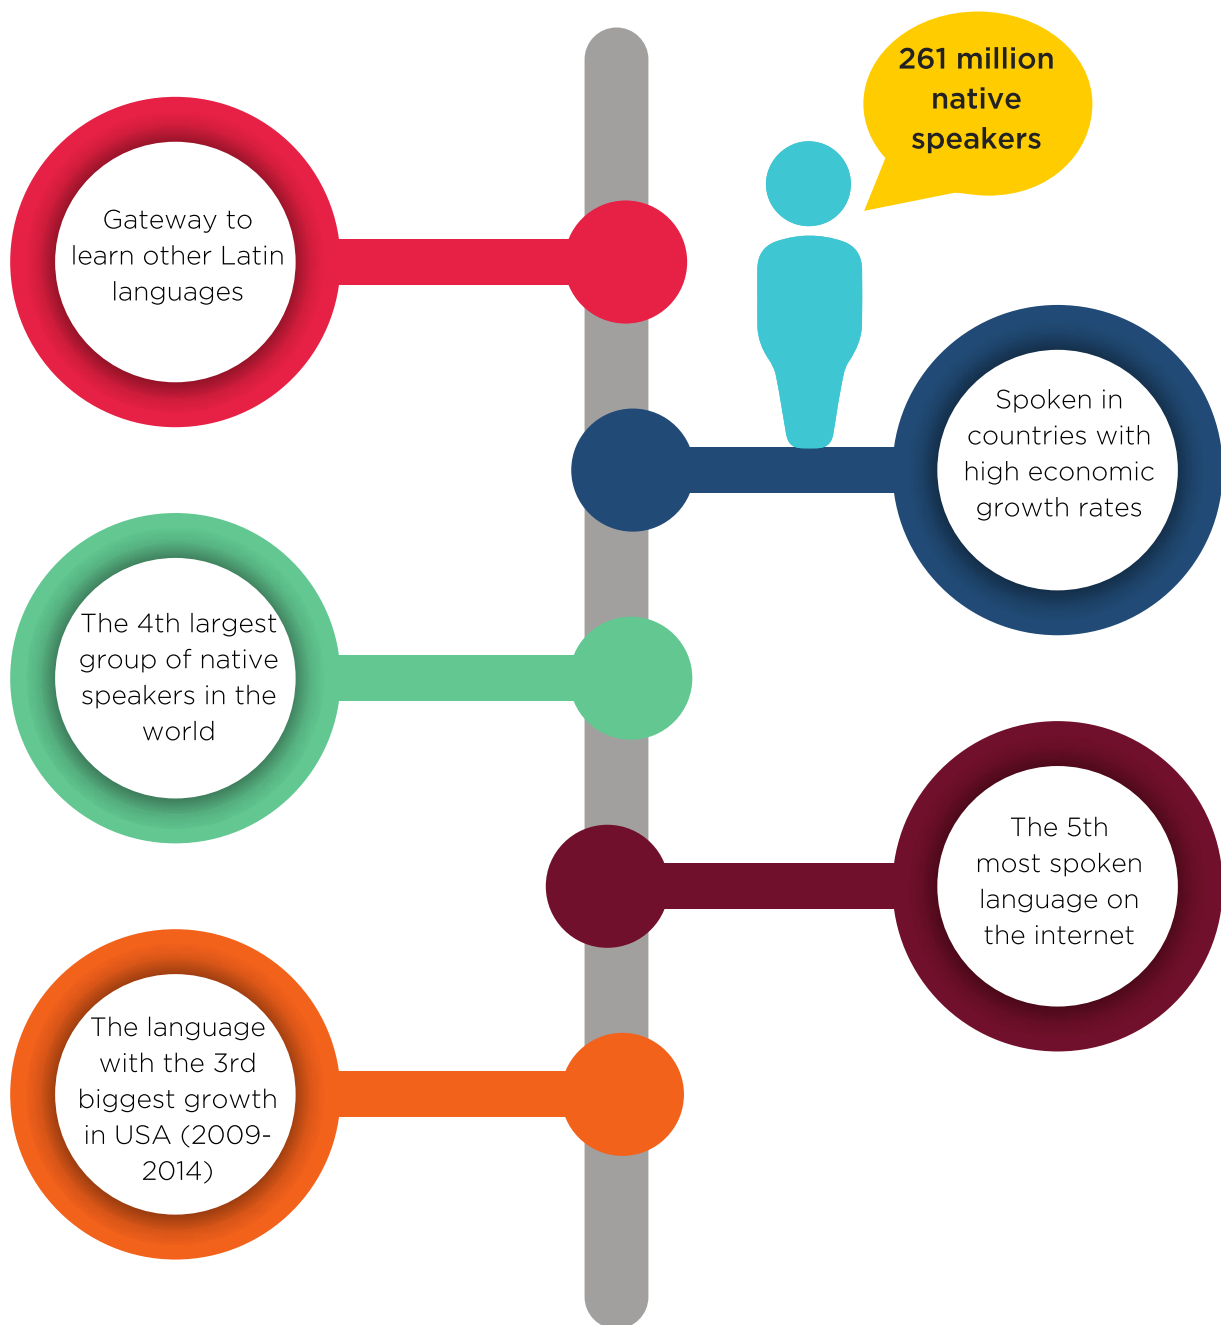 261 million
native
speakers
Gateway to
learn other Latin
languages
Spoken in
countries with
high economic
growth rates
The 4th largest
group of native
speakers in the
world
The 5th
most spoken
language on
the internet
The language
with the 3rd
biggest growth
in USA (2009-
2014)